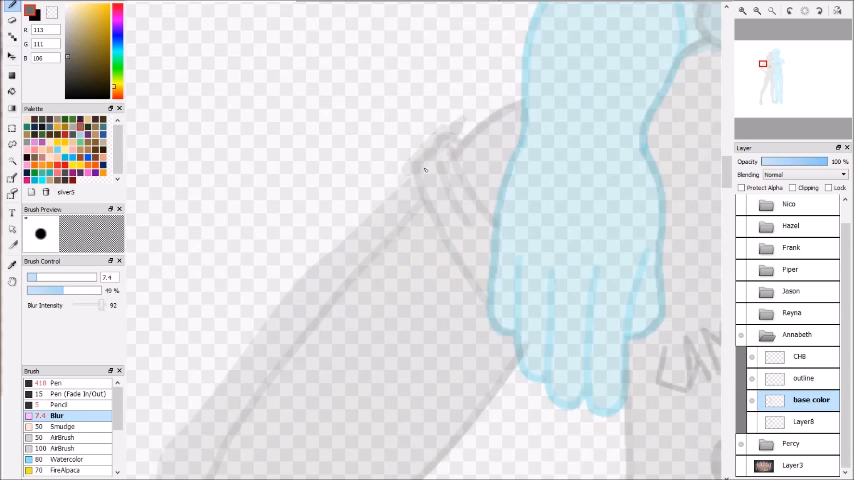 R 113
G 111
B 106
Palette
silver5
Brush Preview
Brush Control
7.4
49 %
Blur Intensity 92
Brush
410 Pen
15 Pen (Fade In/Out)
5 Pencil
7.4 Blur
50 Smudge
50 AirBrush
100 AirBrush
80 Watercolor
70 FireAlpaca
Layer
Opacity 100 %
Blending Normal
Protect Alpha Clipping Lock
Nico
Hazel
Frank
Piper
Jason
Reyna
Annabeth
CHB
outline
base color
Layer8
Percy
Layer3